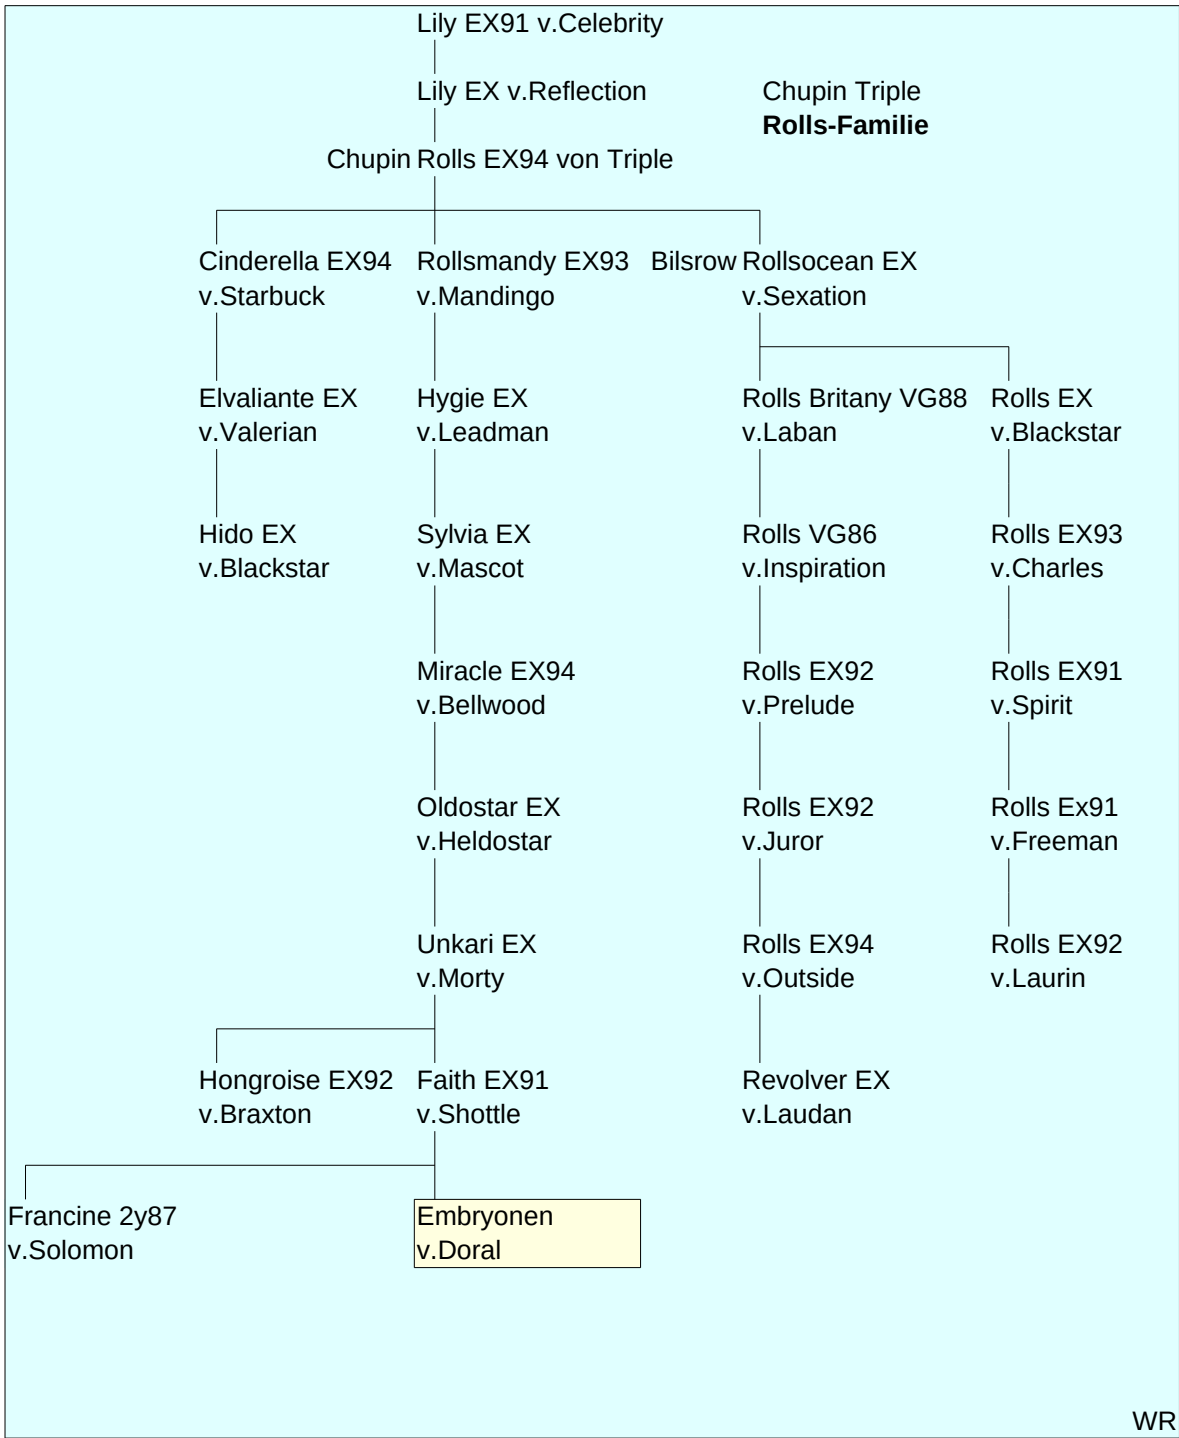 Lily EX91 v.Celebrity
Lily EX v.Reflection
Chupin Triple
Rolls-Familie
Chupin Rolls EX94 von Triple
Cinderella EX94
v.Starbuck
Rollsmandy EX93
v.Mandingo
Bilsrow Rollsocean EX
v.Sexation
Elvaliante EX
v.Valerian
Hygie EX
v.Leadman
Rolls Britany VG88
v.Laban
Rolls EX
v.Blackstar
Hido EX
v.Blackstar
Sylvia EX
v.Mascot
Rolls VG86
v.Inspiration
Rolls EX93
v.Charles
Miracle EX94
v.Bellwood
Rolls EX92
v.Prelude
Rolls EX91
v.Spirit
Oldostar EX
v.Heldostar
Rolls EX92
v.Juror
Rolls Ex91
v.Freeman
Unkari EX
v.Morty
Rolls EX94
v.Outside
Rolls EX92
v.Laurin
Hongroise EX92
v.Braxton
Faith EX91
v.Shottle
Revolver EX
v.Laudan
Francine 2y87
v.Solomon
Embryonen
v.Doral
WR